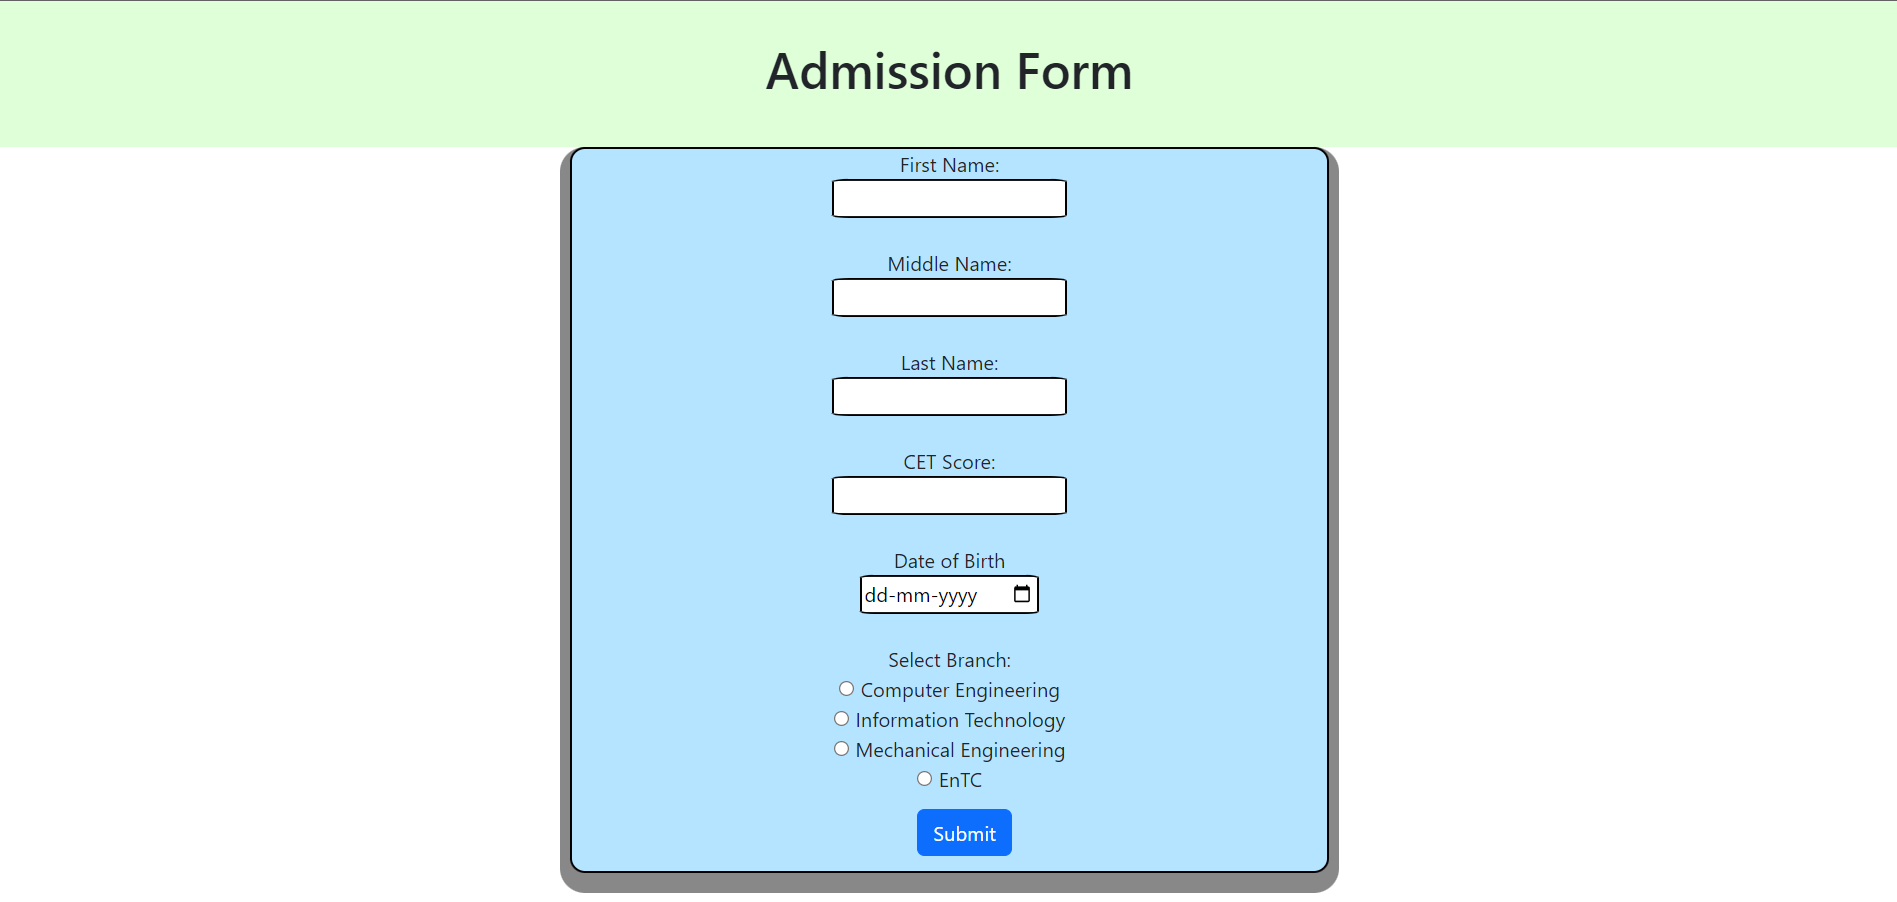 Admission Form
First Name:
Middle Name:
Last Name:
CET Score:
Date of Birth
dd-mm-yyyy
Select Branch:
Computer Engineering
Information Technology
Mechanical Engineering
EnTC
Submit